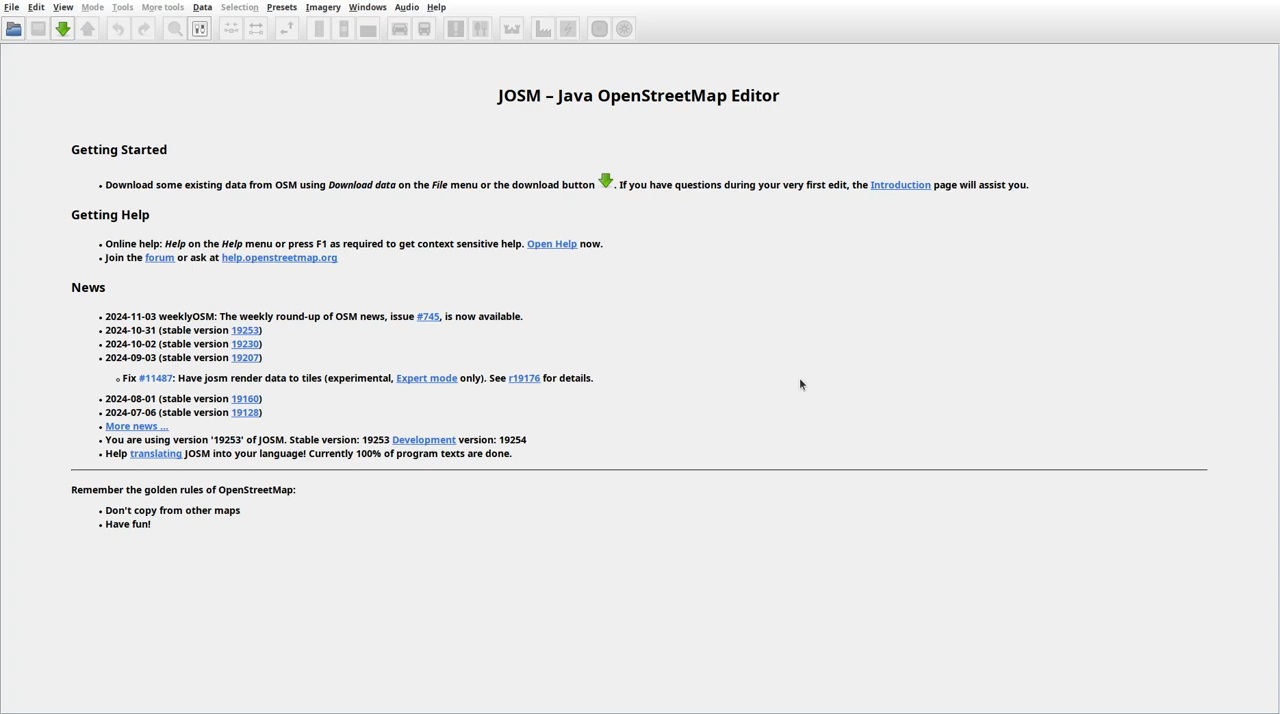 File Edit View Mode Tools More tools Data Selection Presets Imagery Windows Audio Help
JOSM – Java OpenStreetMap Editor
Getting Started
• Download some existing data from OSM using Download data on the File menu or the download button . If you have questions during your very first edit, the Introduction page will assist you.
Getting Help
• Online help: Help on the Help menu or press F1 as required to get context sensitive help. Open Help now.
• Join the forum or ask at help.openstreetmap.org
News
• 2024-11-03 weeklyOSM: The weekly round-up of OSM news, issue #745, is now available.
• 2024-10-31 (stable version 19253)
• 2024-10-02 (stable version 19230)
• 2024-09-03 (stable version 19207)
◦ Fix #11487: Have josm render data to tiles (experimental, Expert mode only). See r19176 for details.
• 2024-08-01 (stable version 19160)
• 2024-07-06 (stable version 19128)
• More news ...
• You are using version '19253' of JOSM. Stable version: 19253 Development version: 19254
• Help translating JOSM into your language! Currently 100% of program texts are done.
Remember the golden rules of OpenStreetMap:
• Don't copy from other maps
• Have fun!